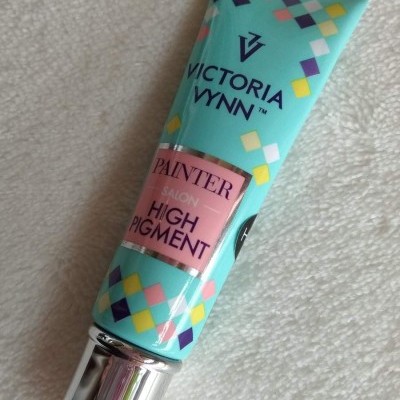 VICTORIA
VYNN™
PAINTER
SALON
HIGH
PIGMENT